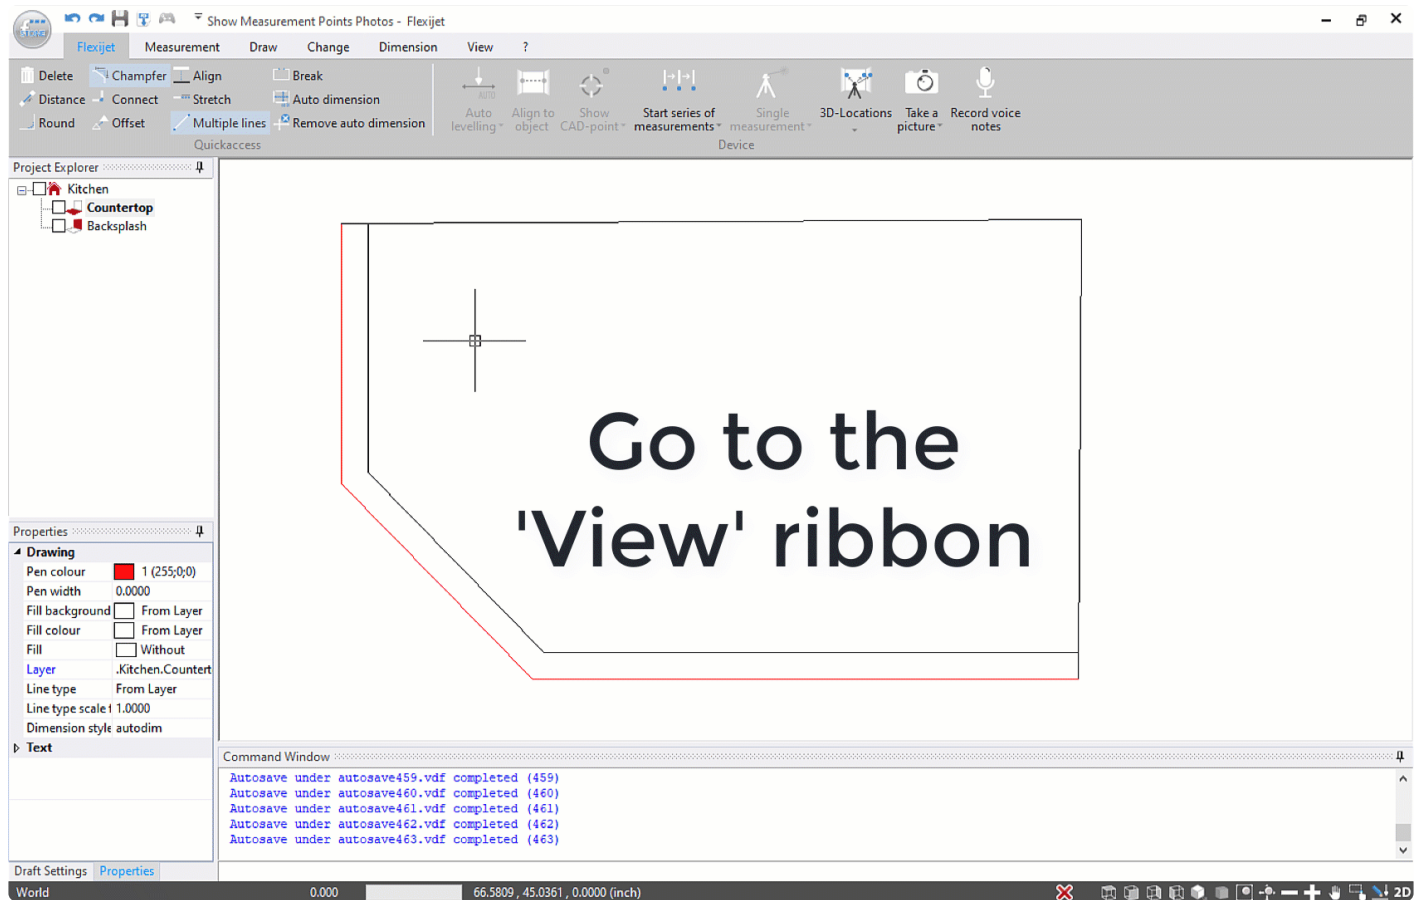 Show Measurement Points Photos - Flexijet
Flexijet Measurement Draw Change Dimension View ?
Delete Champfer Align Break
Distance Connect Stretch Auto dimension
Round Offset Multiple lines Remove auto dimension
Quickaccess
AUTO
Auto levelling
Align to object
Show CAD-point
Start series of measurements
Single measurement
3D-Locations
Take a picture
Record voice notes
Device
Project Explorer
Kitchen
Countertop
Backsplash
Go to the
'View' ribbon
Properties
Drawing
Pen colour 1 (255;0;0)
Pen width 0.0000
Fill background From Layer
Fill colour From Layer
Fill Without
Layer .Kitchen.Countert
Line type From Layer
Line type scale f 1.0000
Dimension style autodim
Text
Command Window
Autosave under autosave459.vdf completed (459)
Autosave under autosave460.vdf completed (460)
Autosave under autosave461.vdf completed (461)
Autosave under autosave462.vdf completed (462)
Autosave under autosave463.vdf completed (463)
Draft Settings Properties
World 0.000 66.5809 , 45.0361 , 0.0000 (inch) 2D